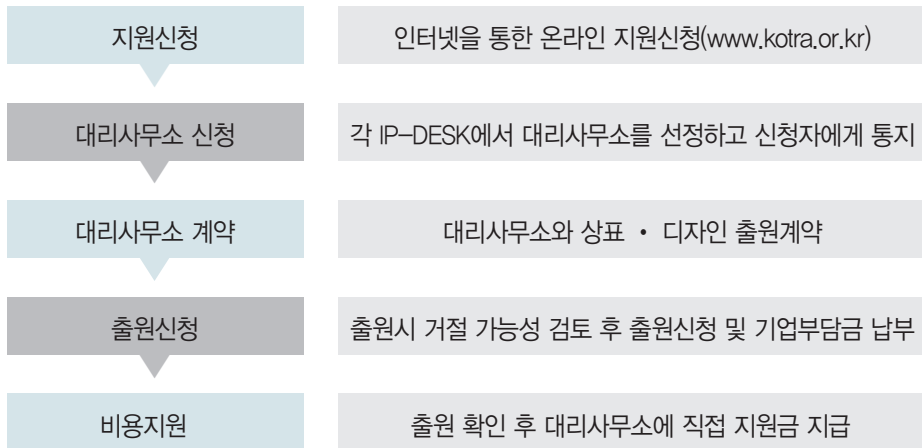 지원신청
인터넷을 통한 온라인 지원신청(www.kotra.or.kr)
대리사무소 신청
각 IP-DESK에서 대리사무소를 선정하고 신청자에게 통지
대리사무소 계약
대리사무소와 상표 • 디자인 출원계약
출원신청
출원시 거절 가능성 검토 후 출원신청 및 기업부담금 납부
비용지원
출원 확인 후 대리사무소에 직접 지원금 지급